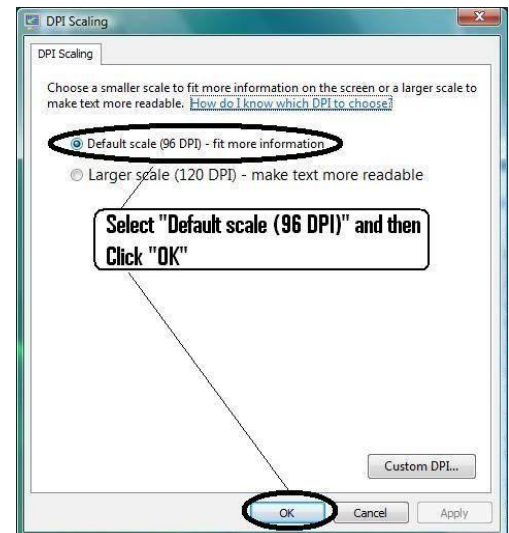 DPI Scaling
DPI Scaling
Choose a smaller scale to fit more information on the screen or a larger scale to
make text more readable. How do I know which DPI to choose?
Default scale (96 DPI) - fit more information
Larger scale (120 DPI) - make text more readable
Select "Default scale (96 DPI)" and then
Click "OK"
Custom DPI...
OK Cancel Apply